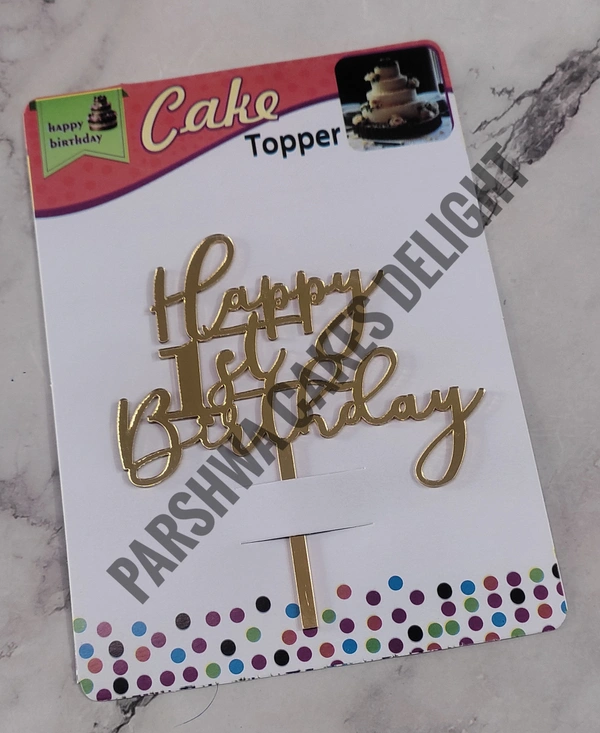 happy
birthday
Cake
Topper
Happy
1st
Birthday
PARSHWA CAKES DELIGHT